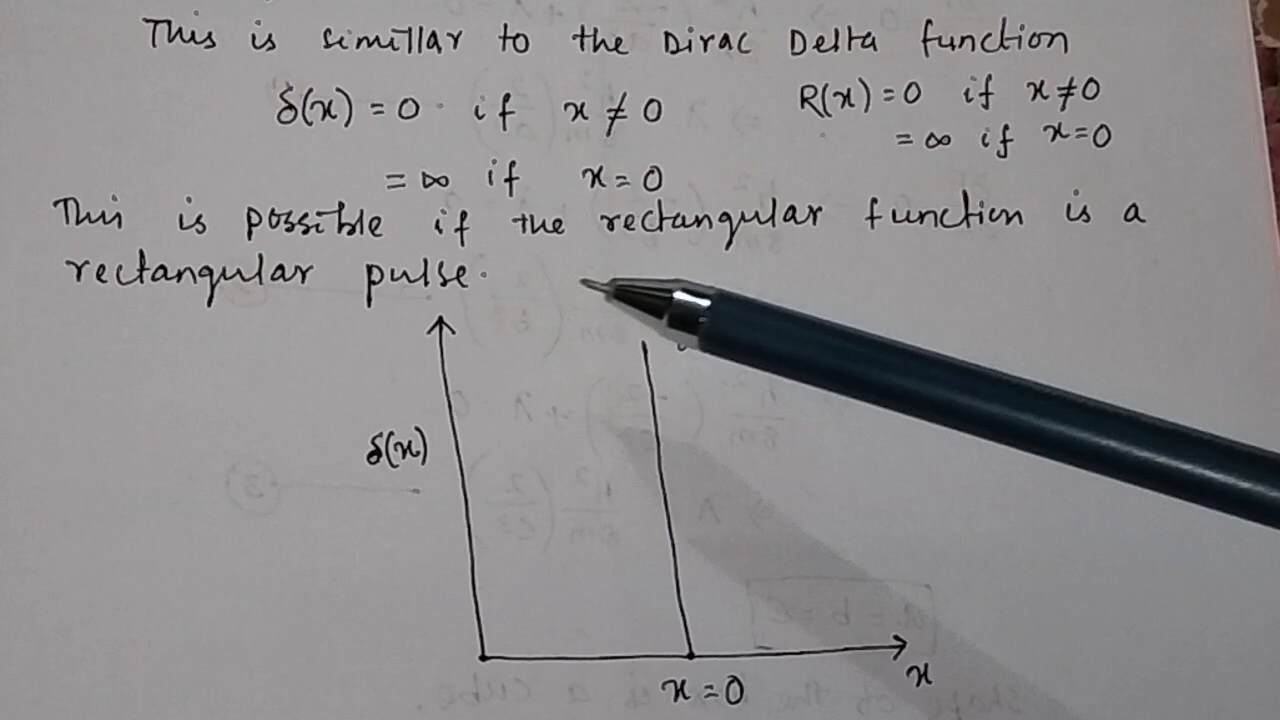 This is simillar to the Dirac Delta function
δ(x) = 0 if x ≠ 0 R(x) = 0 if x ≠ 0
= ∞ if x = 0
= ∞ if x = 0
This is possible if the rectangular function is a
rectangular pulse.
δ(x)
x = 0
x